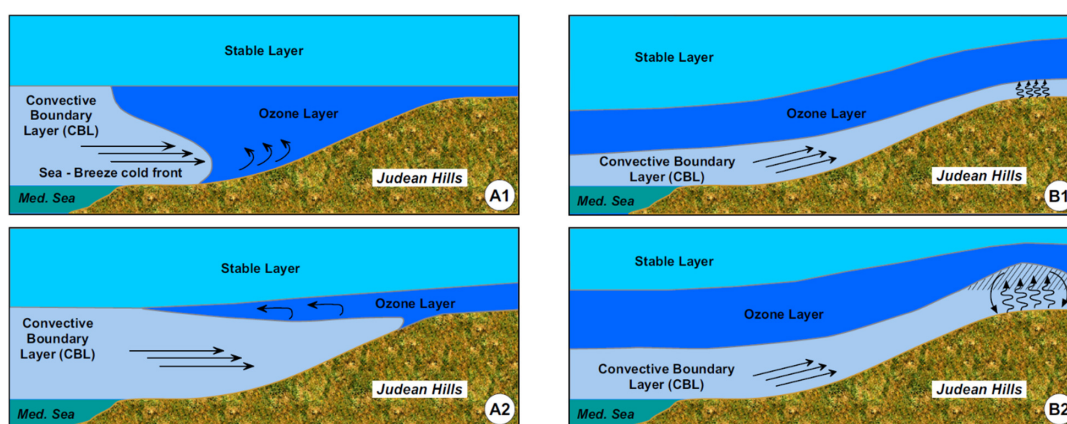 Stable Layer
Convective
Boundary
Layer (CBL)
Ozone Layer
Sea - Breeze cold front
Judean Hills
Med. Sea
A1
Stable Layer
Ozone Layer
Convective Boundary
Layer (CBL)
Judean Hills
Med. Sea
B1
Stable Layer
Ozone Layer
Convective
Boundary
Layer (CBL)
Judean Hills
Med. Sea
A2
Stable Layer
Ozone Layer
Convective Boundary
Layer (CBL)
Judean Hills
Med. Sea
B2